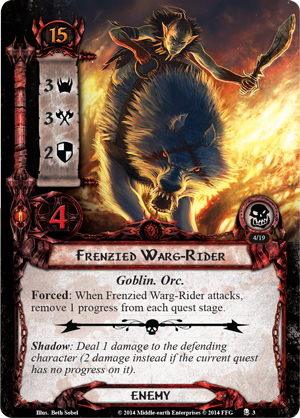 15
3
3
2
4
4/19
Frenzied Warg-Rider
Goblin. Orc.
Forced: When Frenzied Warg-Rider attacks,
remove 1 progress from each quest stage.
Shadow: Deal 1 damage to the defending
character (2 damage instead if the current quest
has no progress on it).
ENEMY
Illus. Beth Sobel © 2014 Middle-earth Enterprises © 2014 FFG 3